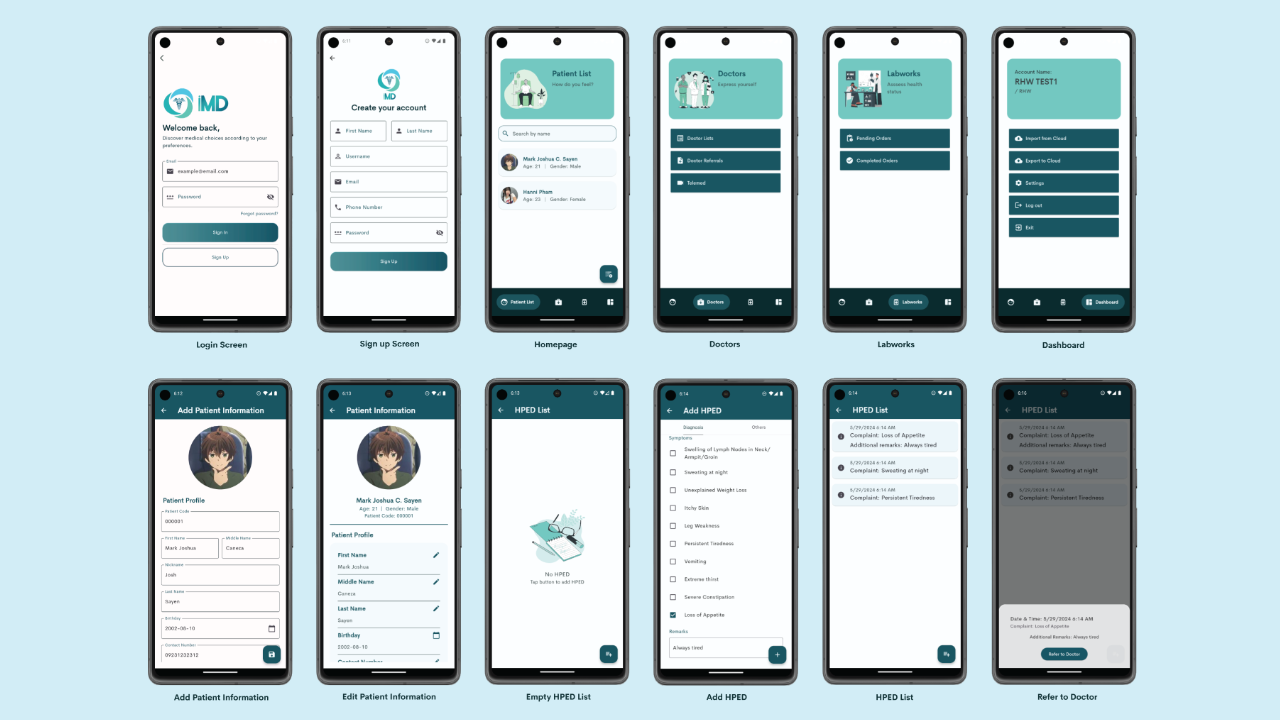 iMD
Welcome back,
Discover medical choices according to your
preferences.
Email
example@email.com
Password
Forgot password?
Sign in
Sign Up
Login Screen
5:11
Create your account
First Name
Last Name
Username
Email
Phone Number
Password
Sign Up
Sign up Screen
Patient List
How do you feel?
Search by name
Mark Joshua C. Sayen
Age: 21 | Gender: Male
Hanni Pham
Age: 23 | Gender: Female
Patient List
Homepage
Doctors
Express yourself
Doctor Lists
Doctor Referrals
Telemed
Doctors
Doctors
Labworks
Assess health
status
Pending Orders
Completed Orders
Labworks
Labworks
Account Name:
RHW TEST1
/ RHW
Import from Cloud
Export to Cloud
Settings
Log out
Exit
Dashboard
Dashboard
6:12
Add Patient Information
Patient Profile
Patient Code
000001
First Name
Mark Joshua
Middle Name
Caneca
Nickname
Josh
Last Name
Sayen
Birthday
2002-08-10
Contact Number
09231232312
Add Patient Information
6:13
Patient Information
Mark Joshua C. Sayen
Age: 21 | Gender: Male
Patient Code: 000001
Patient Profile
First Name
Mark Joshua
Middle Name
Caneca
Last Name
Sayen
Birthday
2002-08-10
Contact Number
Edit Patient Information
6:13
HPED List
No HPED
Tap button to add HPED
Empty HPED List
6:14
Add HPED
Diagnosis
Others
Symptoms
Swelling of Lymph Nodes in Neck/
Armpit/Groin
Sweating at night
Unexplained Weight Loss
Itchy Skin
Leg Weakness
Persistent Tiredness
Vomiting
Extreme thirst
Severe Constipation
Loss of Appetite
Remarks
Always tired
Add HPED
6:14
HPED List
5/29/2024 6:14 AM
Complaint: Loss of Appetite
Additional remarks: Always tired
5/29/2024 6:14 AM
Complaint: Sweating at night
5/29/2024 6:14 AM
Complaint: Persistent Tiredness
HPED List
6:16
HPED List
5/29/2024 6:14 AM
Complaint: Loss of Appetite
Additional remarks: Always tired
5/29/2024 6:14 AM
Complaint: Sweating at night
5/29/2024 6:14 AM
Complaint: Persistent Tiredness
Date & Time: 5/29/2024 6:14 AM
Complaint: Loss of Appetite
Additional Remarks: Always tired
Refer to Doctor
Refer to Doctor